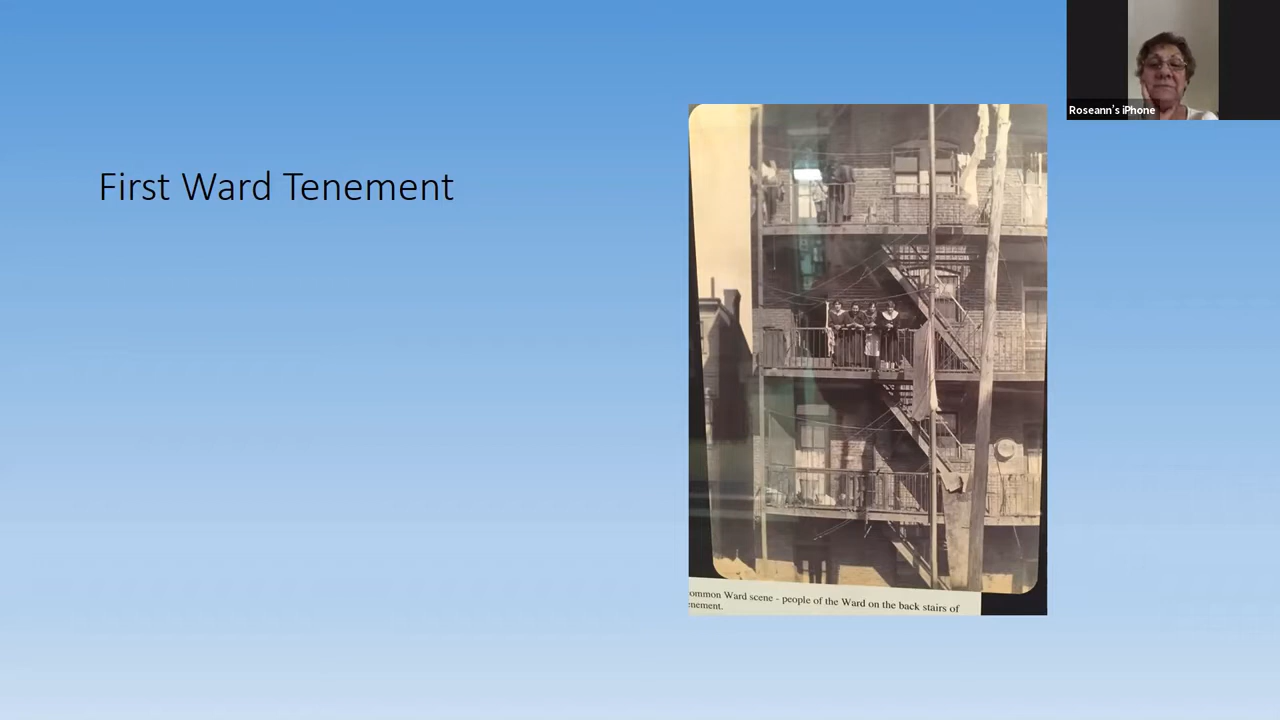 First Ward Tenement
Roseann's iPhone
ommon Ward scene - people of the Ward on the back stairs of
enement.